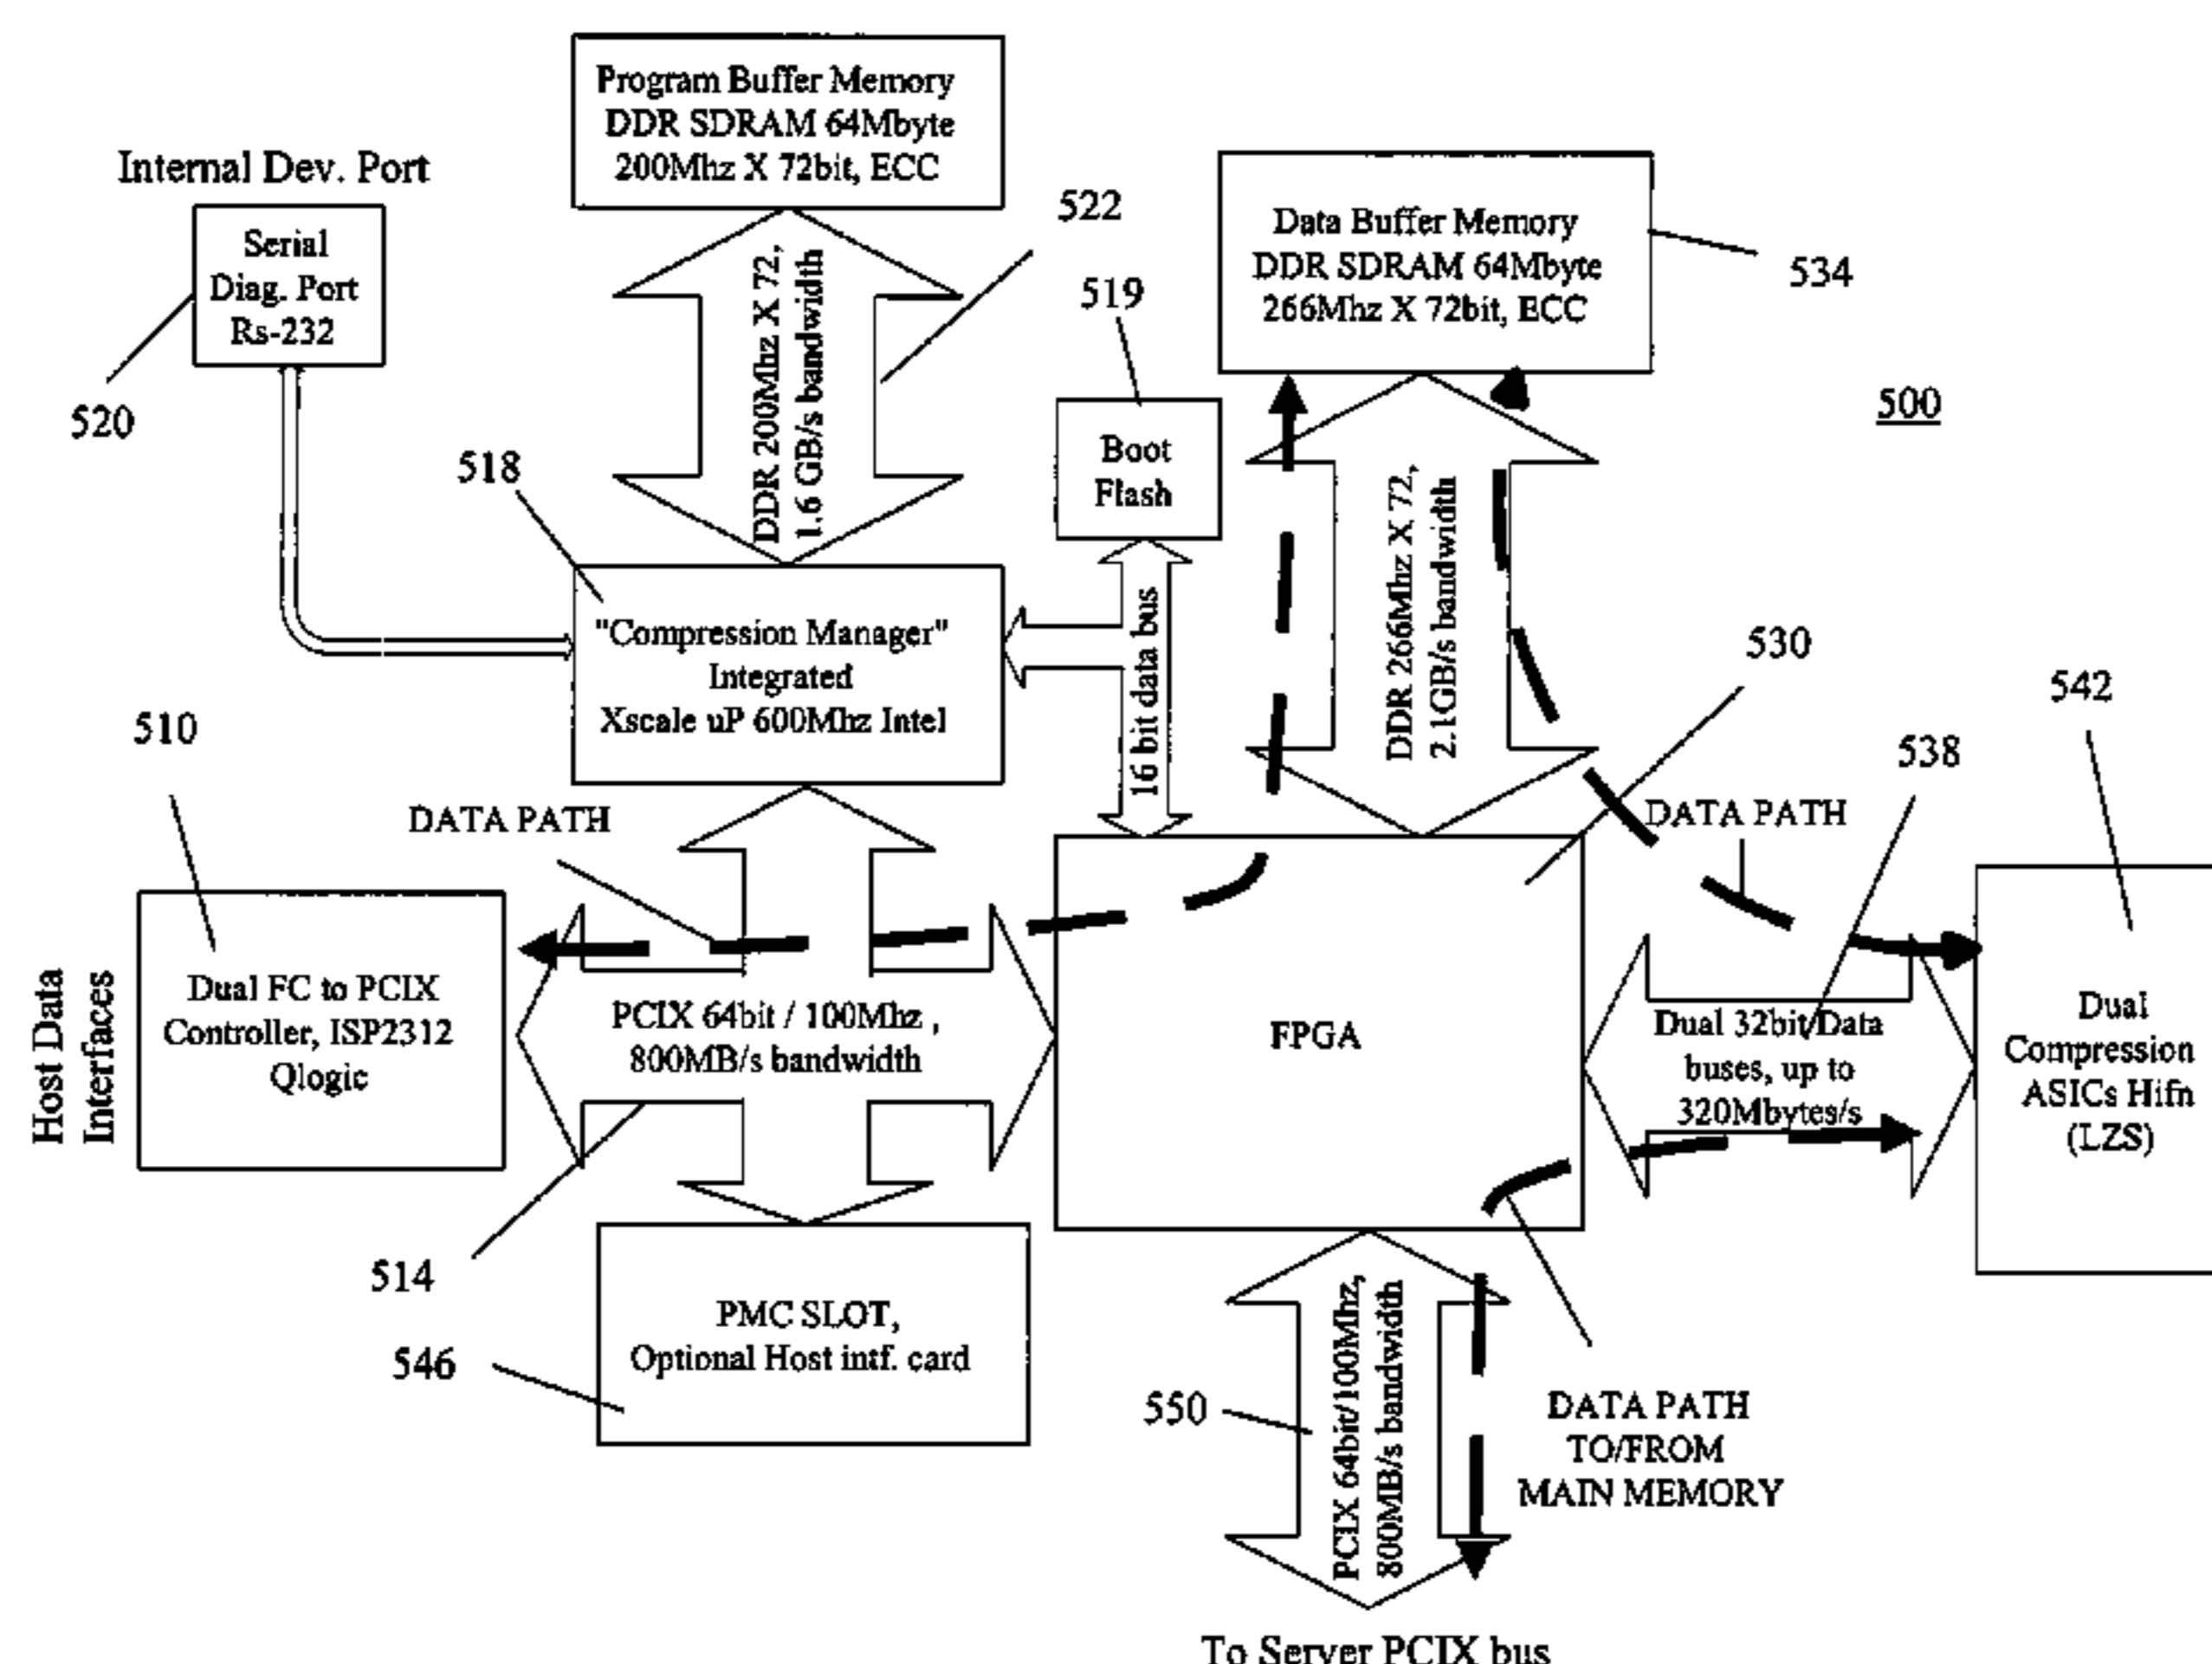 Program Buffer Memory
DDR SDRAM 64Mbyte
200Mhz X 72bit, ECC
Internal Dev. Port
Serial
Diag. Port
Rs-232
520
522
DDR 200Mhz X 72,
1.6 GB/s bandwidth
Data Buffer Memory
DDR SDRAM 64Mbyte
266Mhz X 72bit, ECC
534
519
Boot
Flash
500
518
"Compression Manager"
Integrated
Xscale uP 600Mhz Intel
16 bit data bus
DDR 266Mhz X 72,
2.1GB/s bandwidth
530
542
538
510
DATA PATH
DATA PATH
Host Data
Interfaces
Dual FC to PCIX
Controller, ISP2312
Qlogic
PCIX 64bit / 100Mhz ,
800MB/s bandwidth
FPGA
Dual 32bit Data
buses, up to
320Mbytes/s
Dual
Compression
ASICs Hifn
(LZS)
514
546
PMC SLOT,
Optional Host intf. card
550
PCIX 64bit/100Mhz,
800MB/s bandwidth
DATA PATH
TO/FROM
MAIN MEMORY
To Server PCIX bus